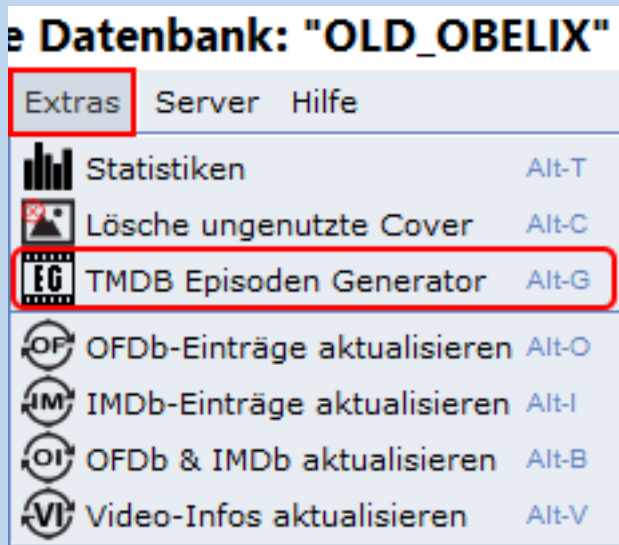 e Datenbank: "OLD_OBELIX"
Extras Server Hilfe
Statistiken Alt-T
Lösche ungenutzte Cover Alt-C
EG TMDB Episoden Generator Alt-G
OF OFDb-Einträge aktualisieren Alt-O
IM IMDb-Einträge aktualisieren Alt-I
OI OFDb & IMDb aktualisieren Alt-B
VI Video-Infos aktualisieren Alt-V